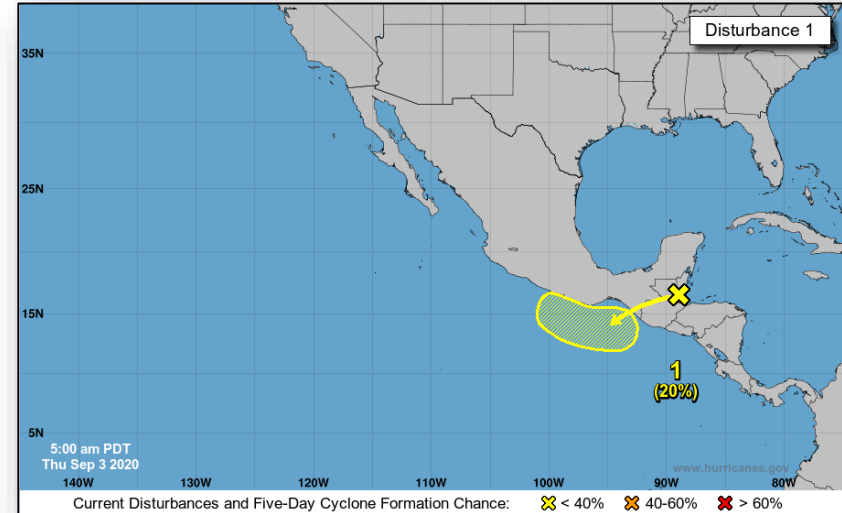 Disturbance 1
35N
25N
15N
5N
1
(20%)
5:00 am PDT
Thu Sep 3 2020
www.hurricanes.gov
140W 130W 120W 110W 100W 90W 80W
Current Disturbances and Five-Day Cyclone Formation Chance: < 40% 40-60% > 60%